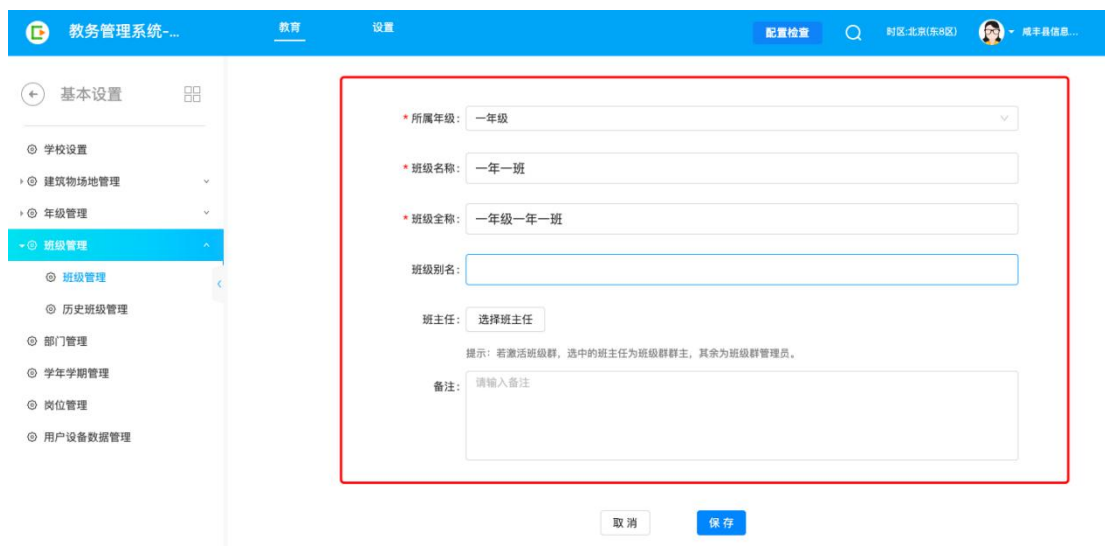 教务管理系统-...
教育
设置
配置检查
时区:北京(东8区)
咸丰县信息...
基本设置
学校设置
建筑物场地管理
年级管理
班级管理
班级管理
历史班级管理
部门管理
学年学期管理
岗位管理
用户设备数据管理
* 所属年级: 一年级
* 班级名称: 一年一班
* 班级全称: 一年级一年一班
班级别名:
班主任: 选择班主任
提示:若激活班级群,选中的班主任为班级群群主,其余为班级群管理员。
备注: 请输入备注
取 消
保 存